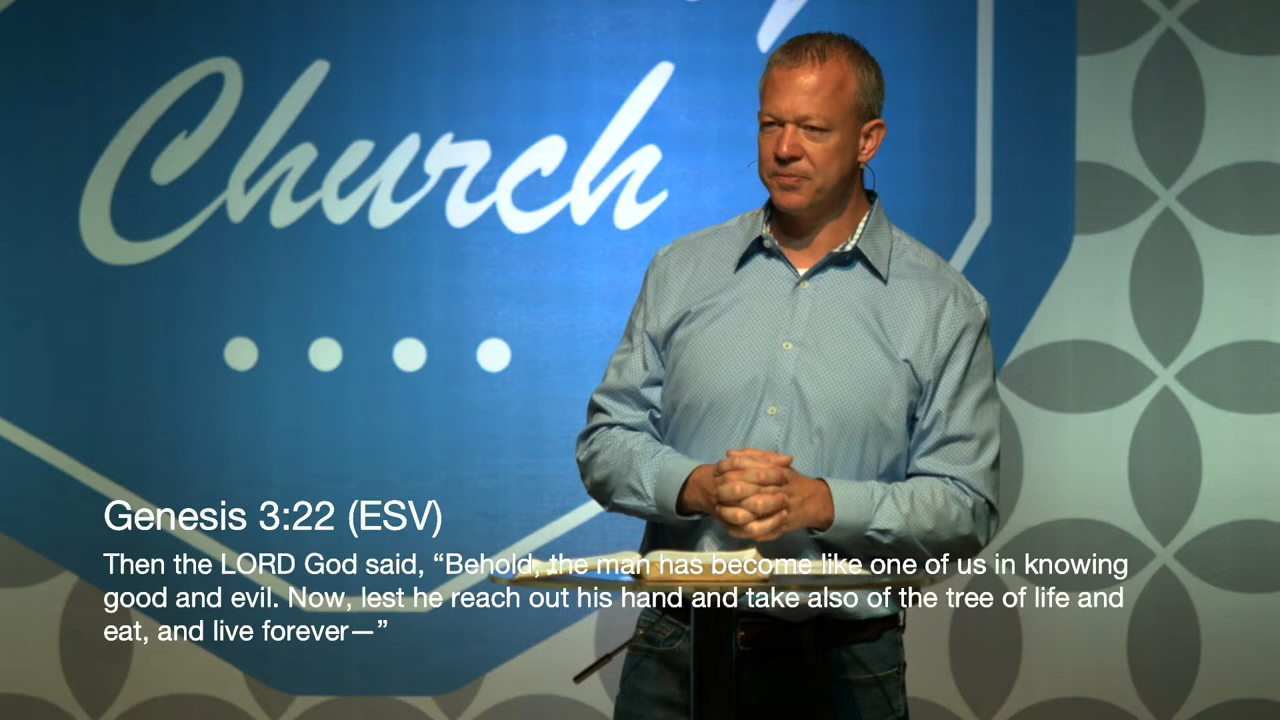 Church
Genesis 3:22 (ESV)
Then the LORD God said, “Behold, the man has become like one of us in knowing
good and evil. Now, lest he reach out his hand and take also of the tree of life and
eat, and live forever—”